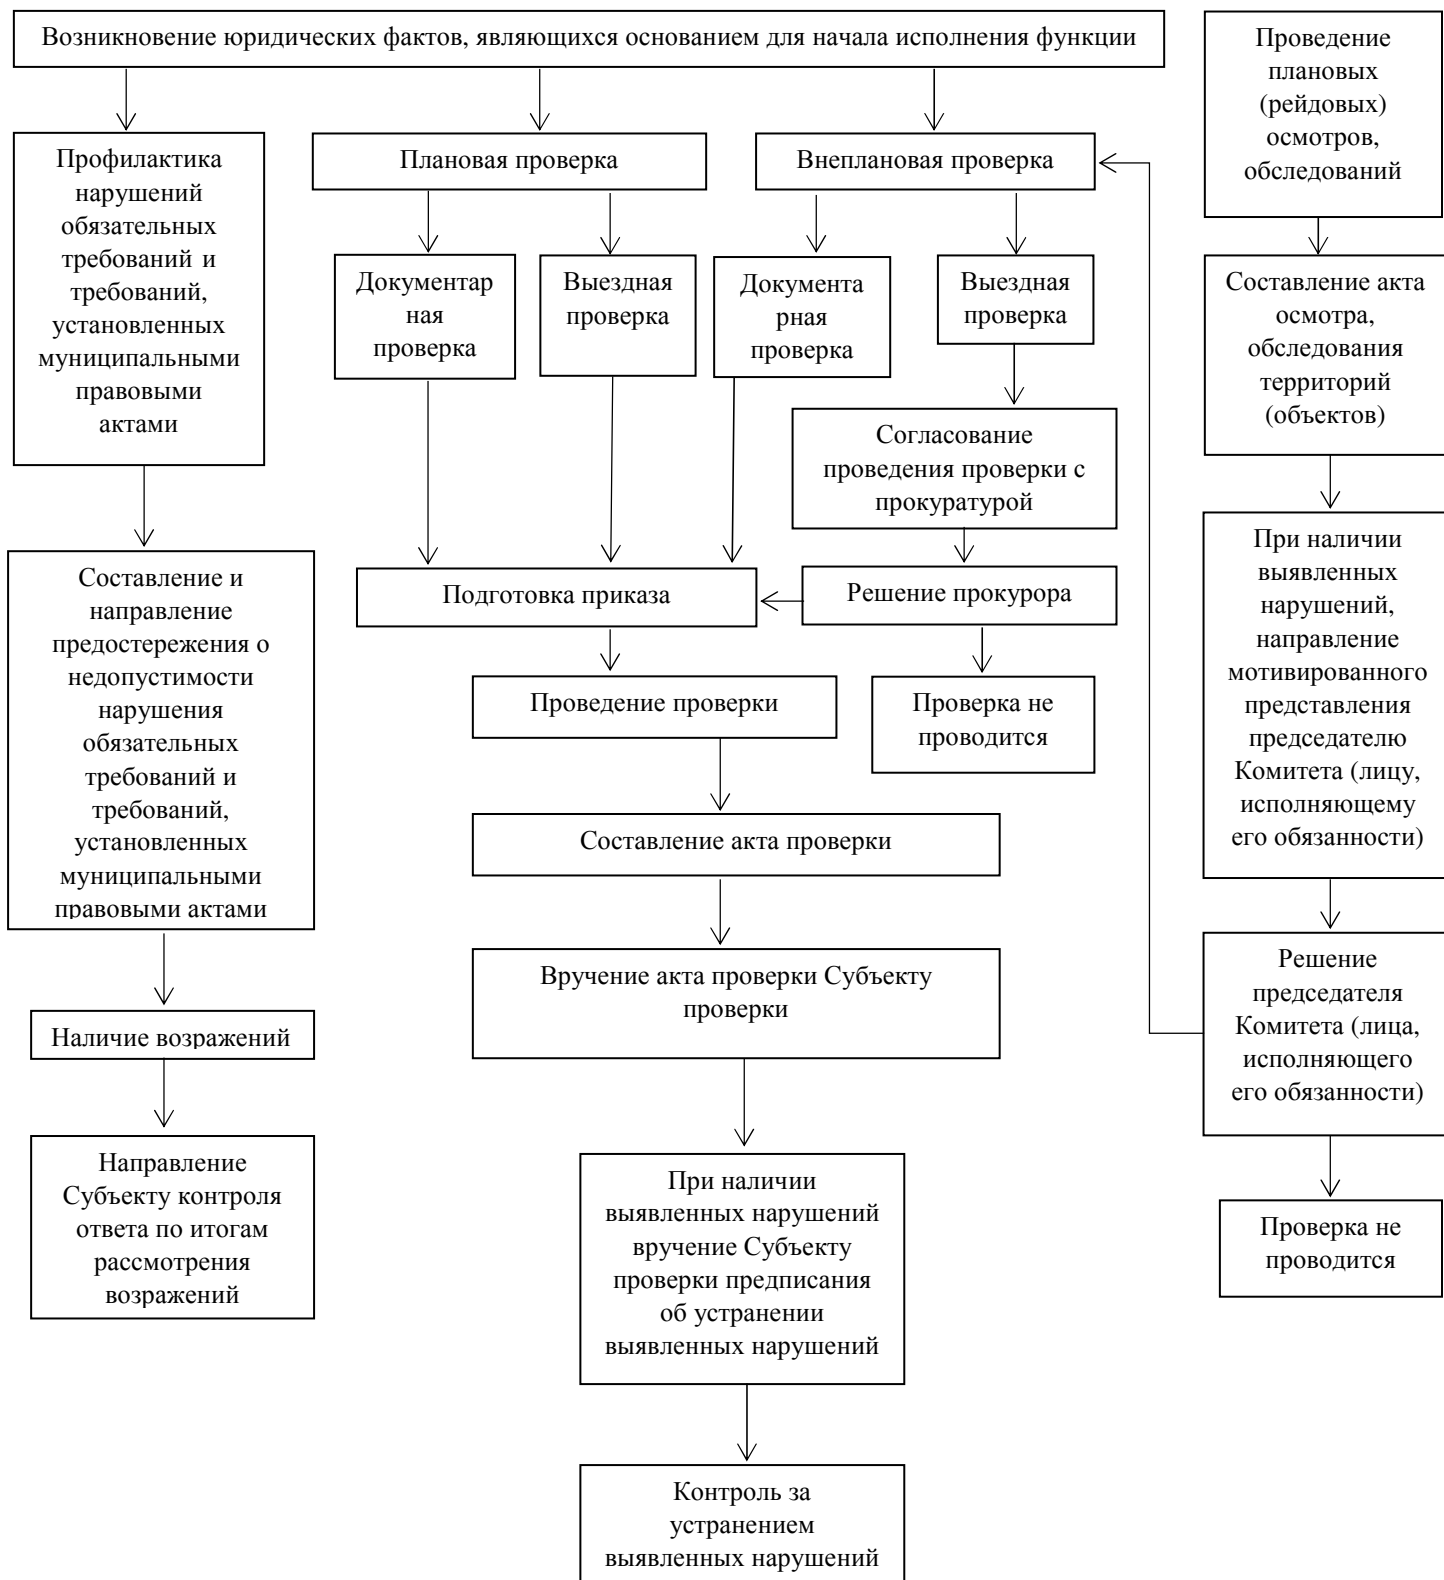 Возникновение юридических фактов, являющихся основанием для начала исполнения функции
Проведение
плановых
(рейдовых)
осмотров,
обследований
Профилактика
нарушений
обязательных
требований и
требований,
установленных
муниципальными
правовыми
актами
Плановая проверка
Внеплановая проверка
Документар
ная
проверка
Выездная
проверка
Документа
рная
проверка
Выездная
проверка
Составление акта
осмотра,
обследования
территорий
(объектов)
Согласование
проведения проверки с
прокуратурой
При наличии
выявленных
нарушений,
направление
мотивированного
представления
председателю
Комитета (лицу,
исполняющему
его обязанности)
Составление и
направление
предостережения о
недопустимости
нарушения
обязательных
требований и
требований,
установленных
муниципальными
правовыми актами
Подготовка приказа
Решение прокурора
Проведение проверки
Проверка не
проводится
Составление акта проверки
Вручение акта проверки Субъекту
проверки
Решение
председателя
Комитета (лица,
исполняющего
его обязанности)
Наличие возражений
Направление
Субъекту контроля
ответа по итогам
рассмотрения
возражений
При наличии
выявленных нарушений
вручение Субъекту
проверки предписания
об устранении
выявленных нарушений
Проверка не
проводится
Контроль за
устранением
выявленных нарушений